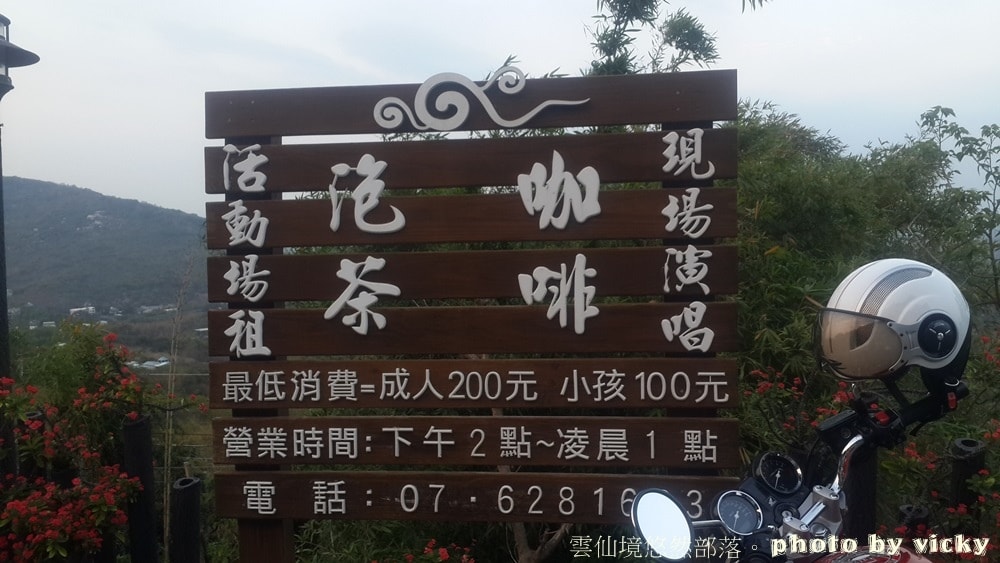 現場演唱
咖啡
泡茶
活動場租
最低消費=成人200元 小孩100元
營業時間:下午2點~凌晨1點
電話:07·62816 3
雲仙境悠然部落。 photo by vicky